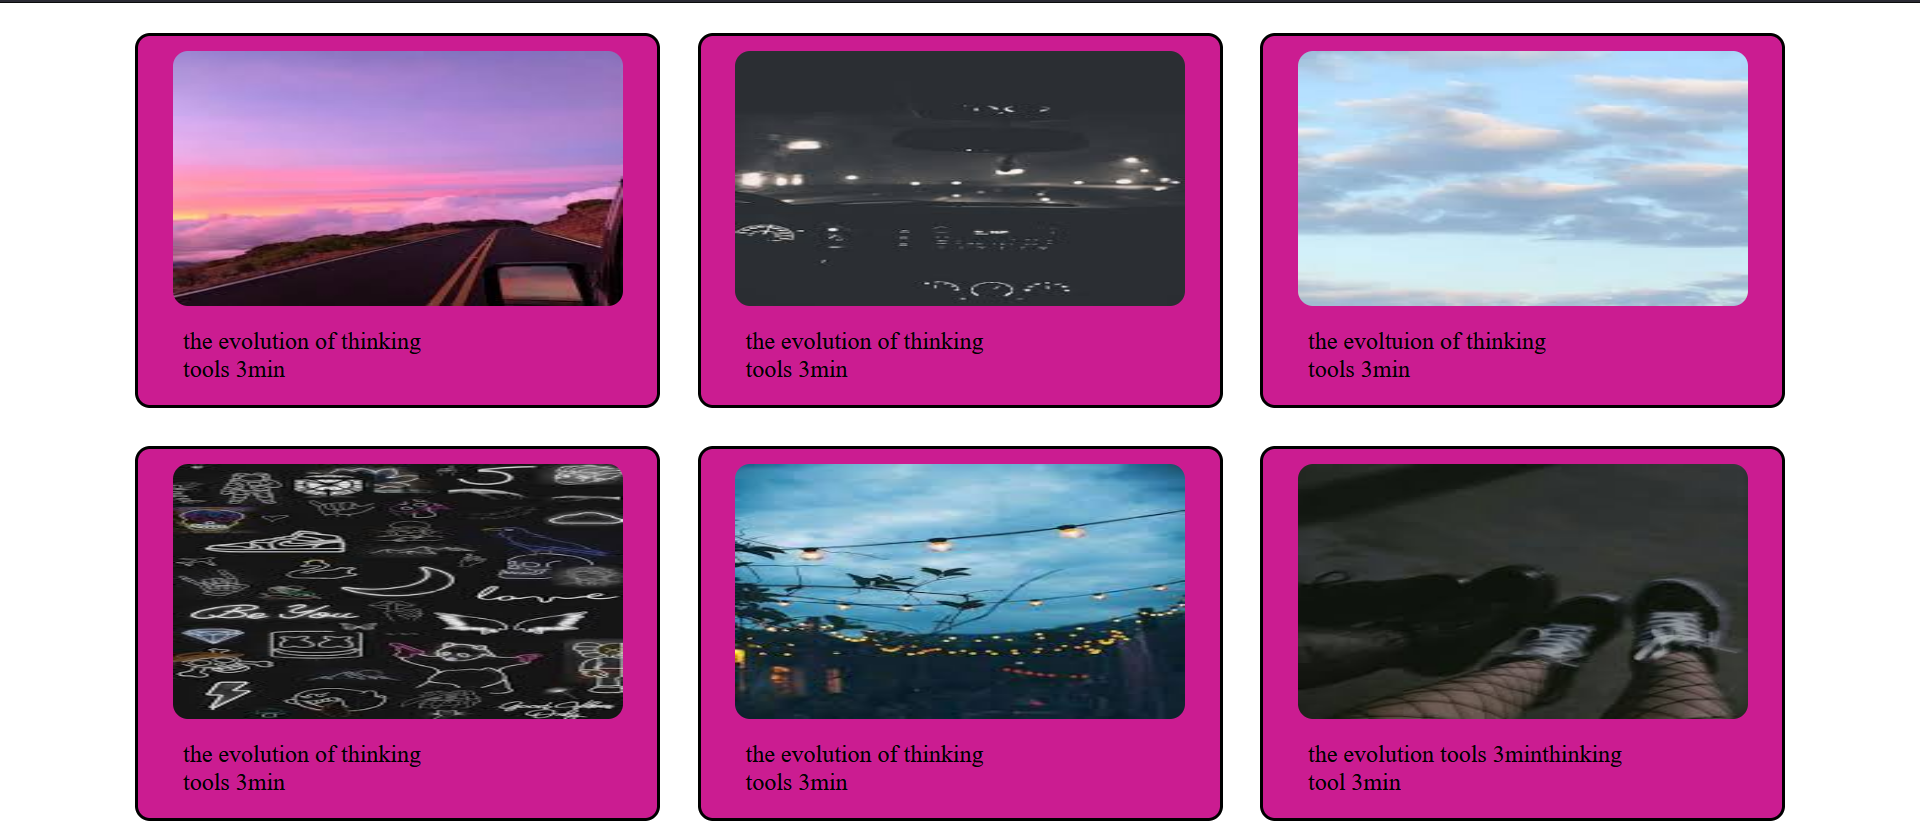 the evolution of thinking
tools 3min
the evolution of thinking
tools 3min
the evoltuion of thinking
tools 3min
Be You
love
the evolution of thinking
tools 3min
the evolution of thinking
tools 3min
the evolution tools 3minthinking
tool 3min